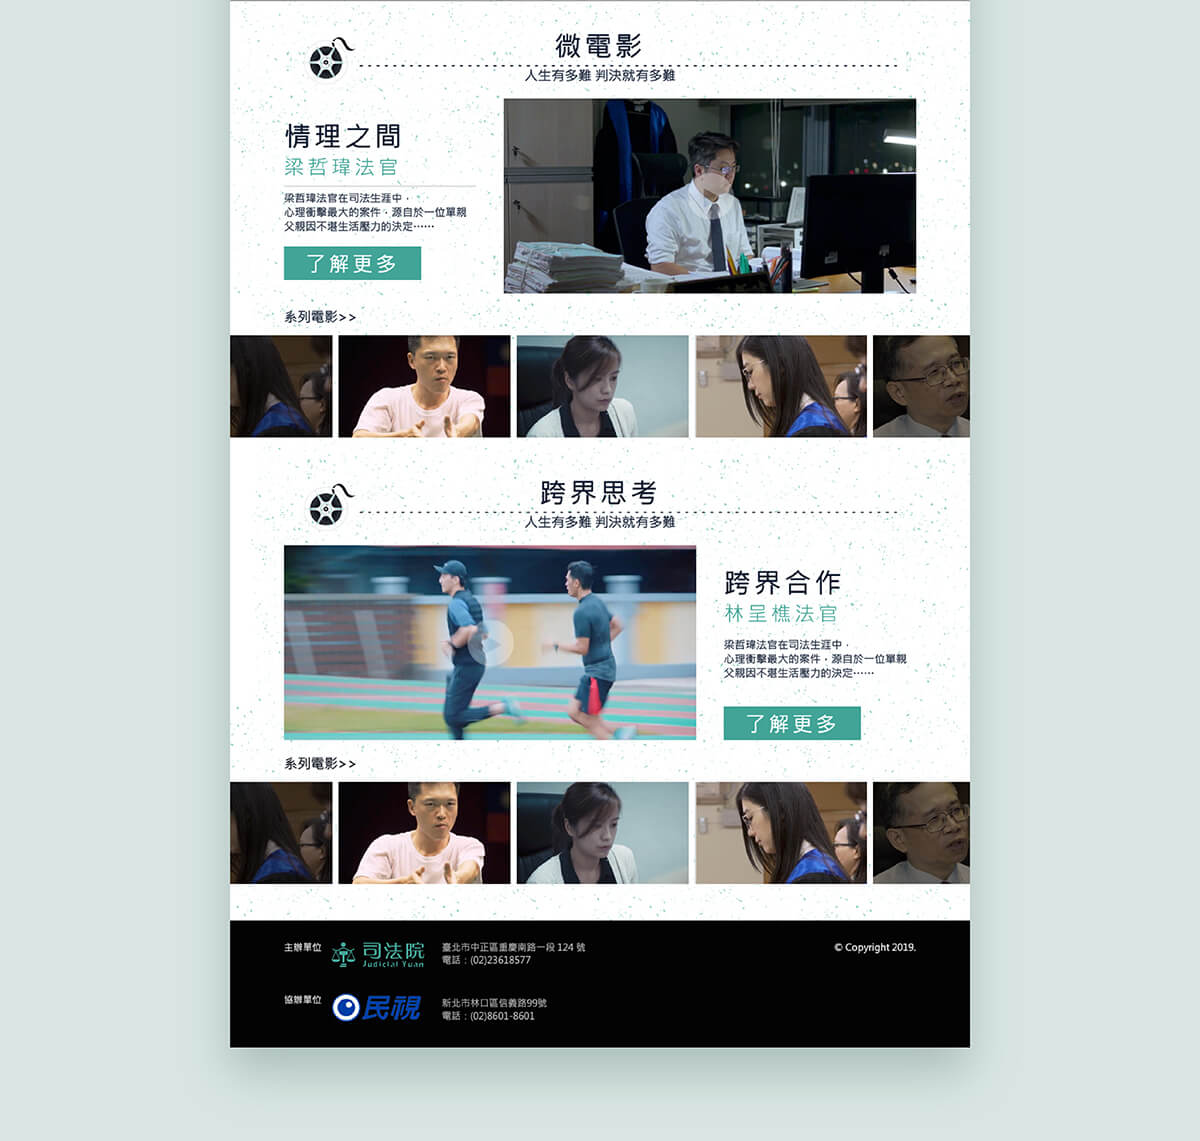 微電影
人生有多難 判決就有多難
情理之間
梁哲瑋法官
梁哲瑋法官在司法生涯中，
心理衝擊最大的案件，源自於一位單親
父親因不堪生活壓力的決定……
了解更多
系列電影>>
跨界思考
人生有多難 判決就有多難
跨界合作
林呈樵法官
梁哲瑋法官在司法生涯中，
心理衝擊最大的案件，源自於一位單親
父親因不堪生活壓力的決定……
了解更多
系列電影>>
主辦單位
司法院
Judicial Yuan
臺北市中正區重慶南路一段 124 號
電話：(02)23618577
© Copyright 2019.
協辦單位
民視
新北市林口區信義路99號
電話：(02)8601-8601